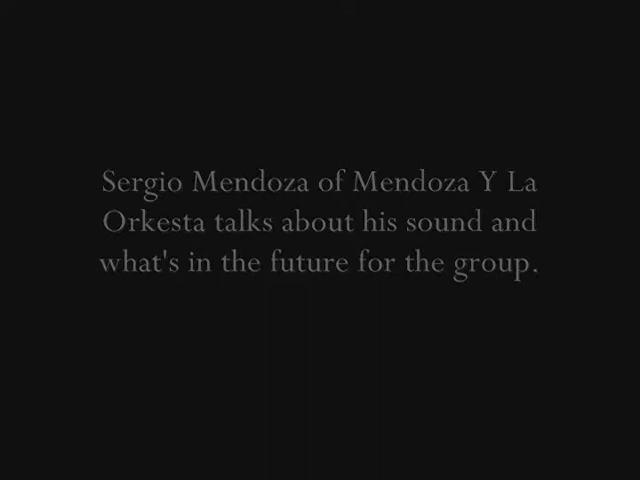 Sergio Mendoza of Mendoza Y La
Orkesta talks about his sound and
what's in the future for the group.